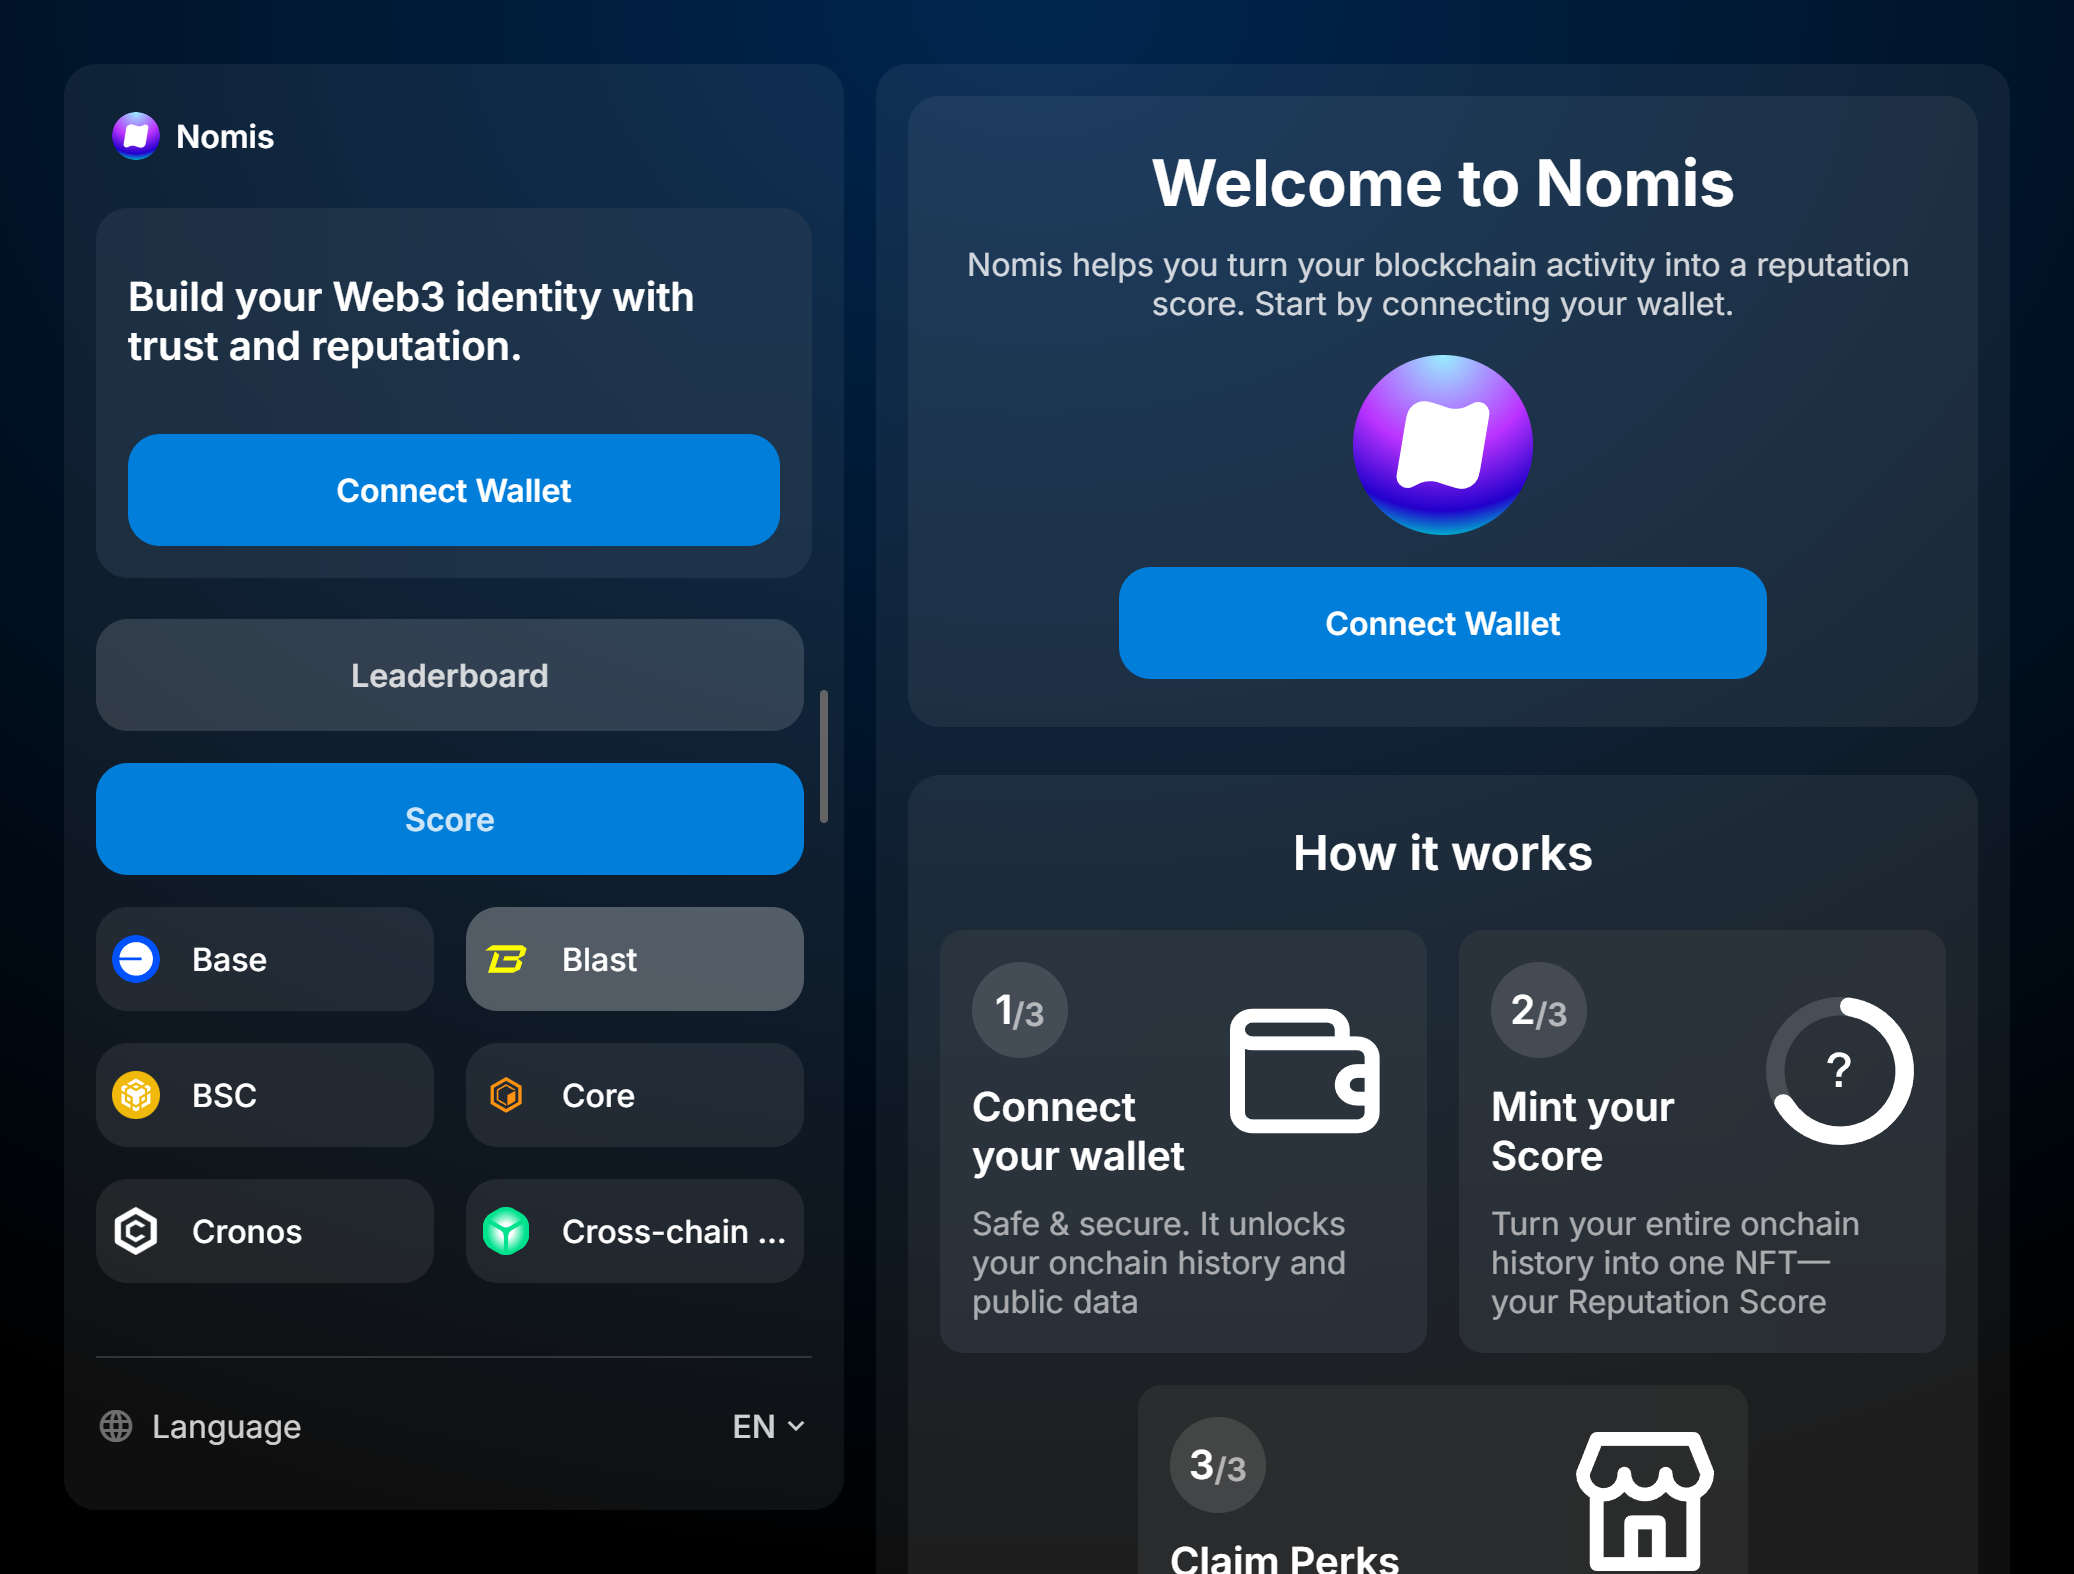 Nomis
Build your Web3 identity with
trust and reputation.
Connect Wallet
Leaderboard
Score
Base
Blast
BSC
Core
Cronos
Cross-chain ...
Language
EN
Welcome to Nomis
Nomis helps you turn your blockchain activity into a reputation
score. Start by connecting your wallet.
Connect Wallet
How it works
1/3
Connect
your wallet
Safe & secure. It unlocks
your onchain history and
public data
2/3
?
Mint your
Score
Turn your entire onchain
history into one NFT—
your Reputation Score
3/3
Claim Perks